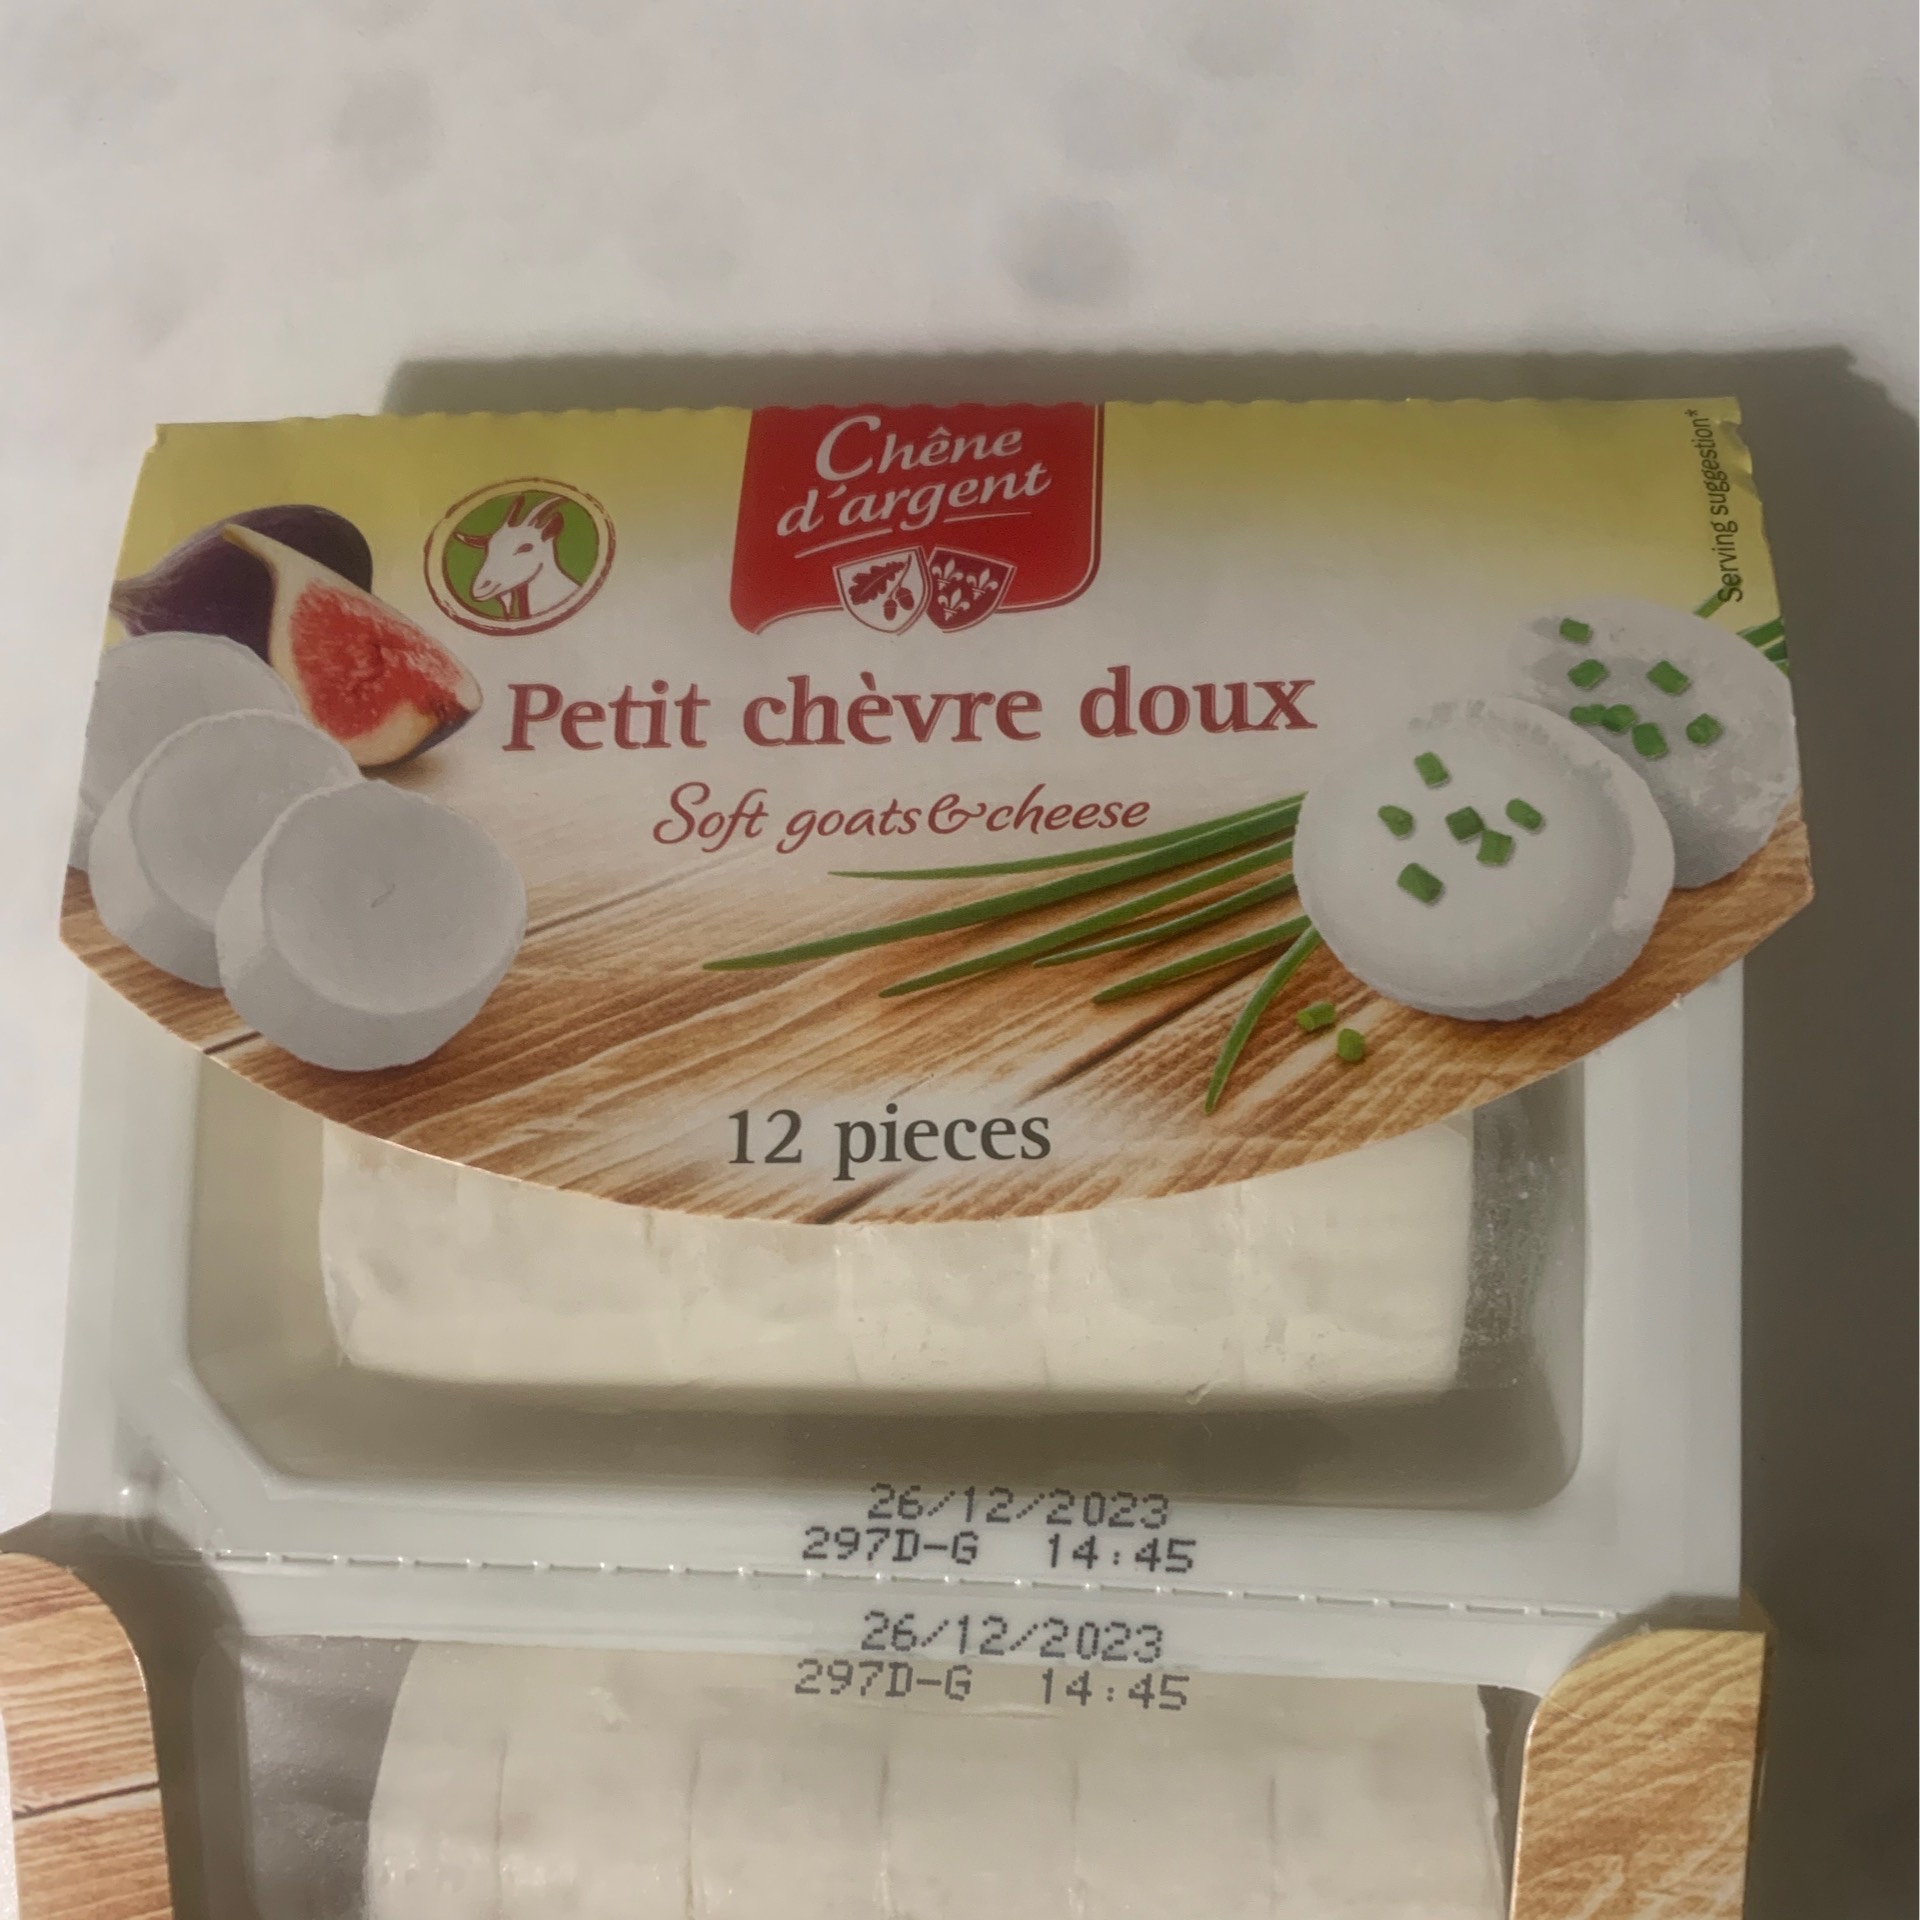 Chêne
d'argent
Serving suggestion*
Petit chèvre doux
Soft goats&cheese
12 pieces
26/12/2023
297D-G 14:45
26/12/2023
297D-G 14:45